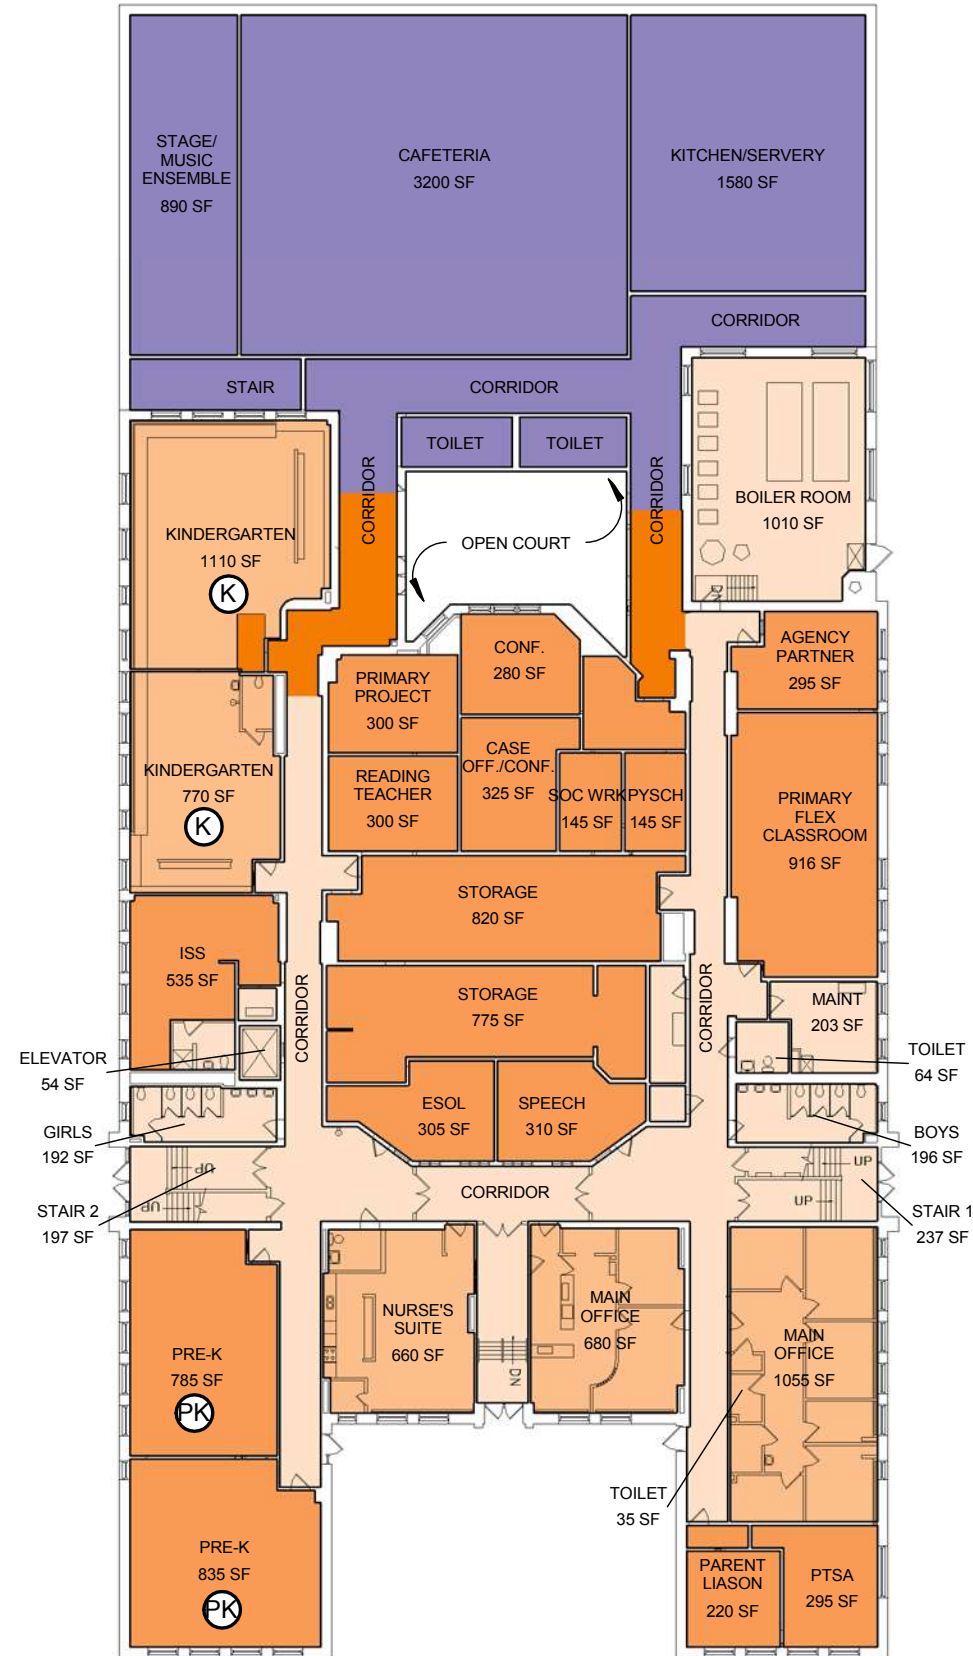 STAGE/
MUSIC
ENSEMBLE
890 SF
CAFETERIA
3200 SF
KITCHEN/SERVERY
1580 SF
CORRIDOR
STAIR
CORRIDOR
TOILET
TOILET
CORRIDOR
CORRIDOR
BOILER ROOM
1010 SF
DN
KINDERGARTEN
1110 SF
K
OPEN COURT
CONF.
280 SF
AGENCY
PARTNER
295 SF
PRIMARY
PROJECT
300 SF
CASE
OFF./CONF.
325 SF
KINDERGARTEN
770 SF
K
READING
TEACHER
300 SF
SOC WRK
145 SF
PYSCH
145 SF
PRIMARY
FLEX
CLASSROOM
916 SF
STORAGE
820 SF
ISS
535 SF
STORAGE
775 SF
CORRIDOR
CORRIDOR
MAINT
203 SF
ELEVATOR
54 SF
TOILET
64 SF
ESOL
305 SF
SPEECH
310 SF
GIRLS
192 SF
BOYS
196 SF
UP
UP
CORRIDOR
UP
UP
STAIR 2
197 SF
STAIR 1
237 SF
NURSE'S
SUITE
660 SF
MAIN
OFFICE
680 SF
DN
MAIN
OFFICE
1055 SF
PRE-K
785 SF
PK
TOILET
35 SF
PRE-K
835 SF
PK
PARENT
LIASON
220 SF
PTSA
295 SF